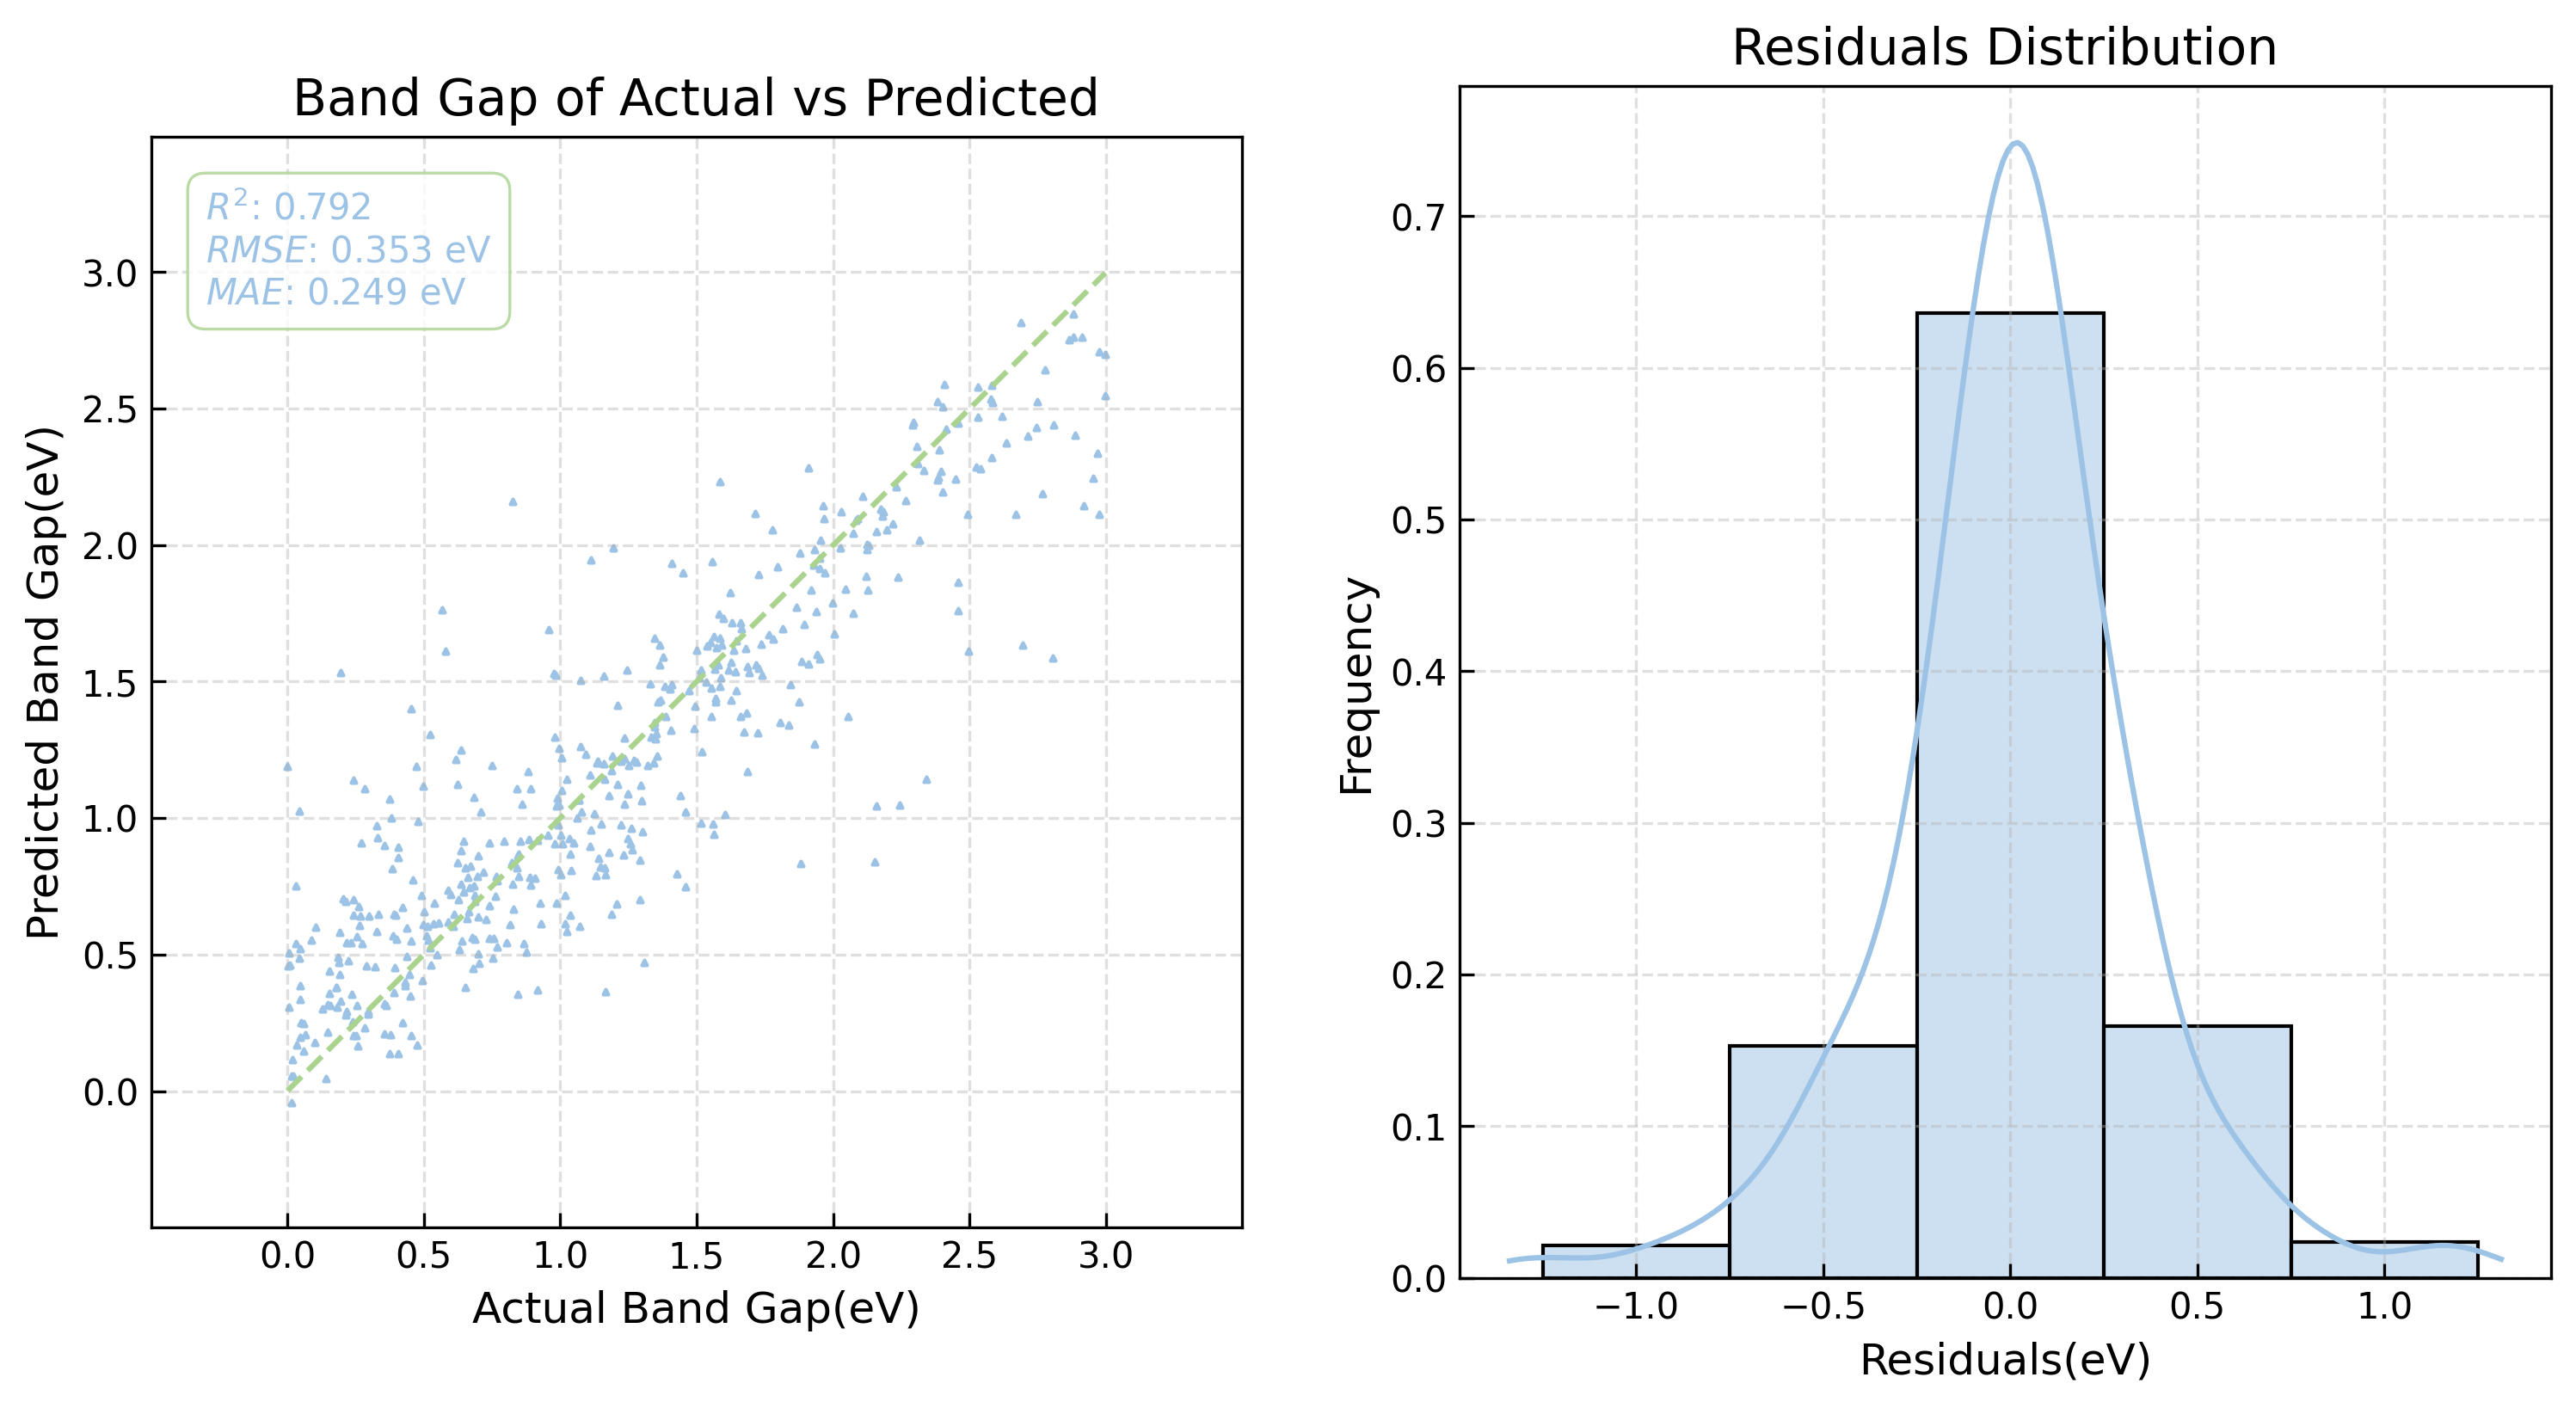 Band Gap of Actual vs Predicted
R²: 0.792
RMSE: 0.353 eV
MAE: 0.249 eV
Predicted Band Gap(eV)
3.0
2.5
2.0
1.5
1.0
0.5
0.0
0.0 0.5 1.0 1.5 2.0 2.5 3.0
Actual Band Gap(eV)
Residuals Distribution
Frequency
0.7
0.6
0.5
0.4
0.3
0.2
0.1
0.0
−1.0 −0.5 0.0 0.5 1.0
Residuals(eV)